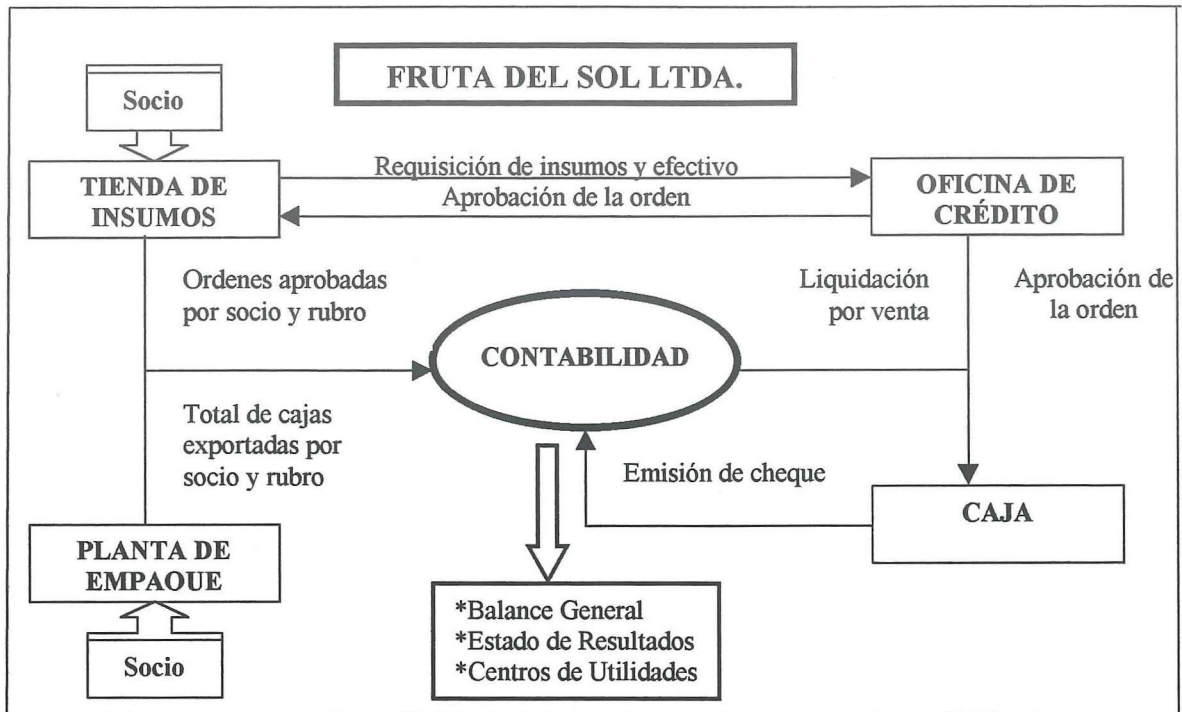 FRUTA DEL SOL LTDA.
Socio
TIENDA DE
INSUMOS
Requisición de insumos y efectivo
Aprobación de la orden
OFICINA DE
CRÉDITO
Ordenes aprobadas
por socio y rubro
Liquidación
por venta
Aprobación de
la orden
CONTABILIDAD
Total de cajas
exportadas por
socio y rubro
Emisión de cheque
CAJA
PLANTA DE
EMPAOUE
Socio
*Balance General
*Estado de Resultados
*Centros de Utilidades